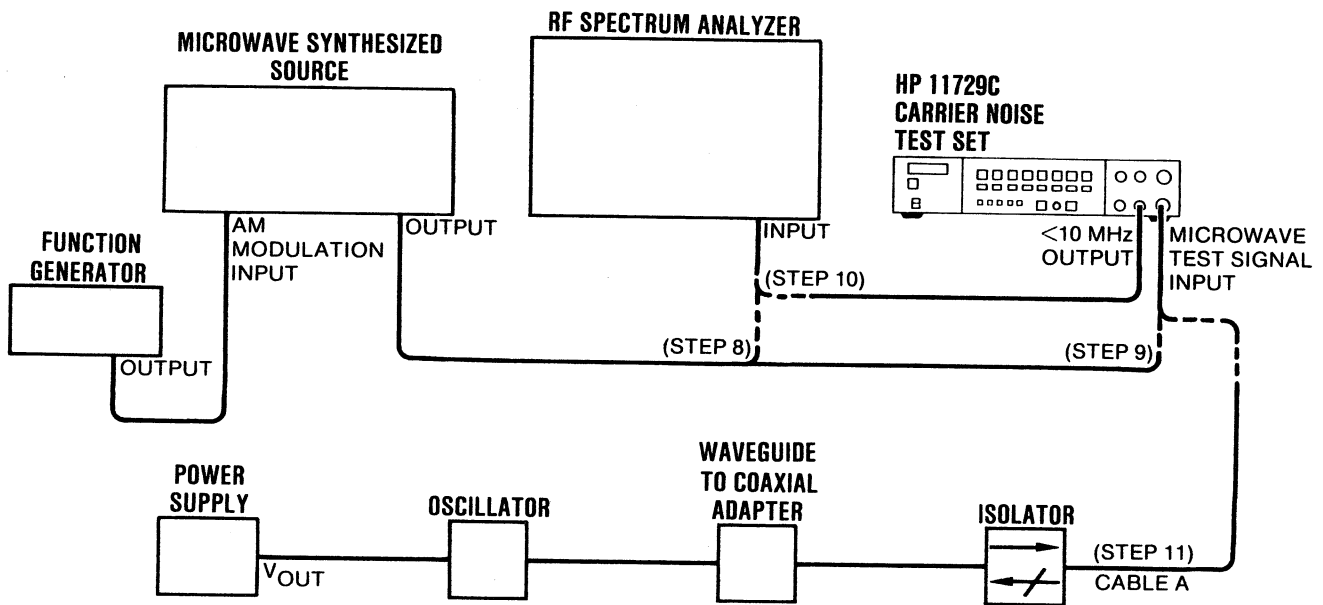 MICROWAVE SYNTHESIZED
SOURCE
RF SPECTRUM ANALYZER
HP 11729C
CARRIER NOISE
TEST SET
FUNCTION
GENERATOR
OUTPUT
AM
MODULATION
INPUT
OUTPUT
INPUT
<10 MHz
OUTPUT
MICROWAVE
TEST SIGNAL
INPUT
(STEP 10)
(STEP 8)
(STEP 9)
POWER
SUPPLY
VOUT
OSCILLATOR
WAVEGUIDE
TO COAXIAL
ADAPTER
ISOLATOR
(STEP 11)
CABLE A